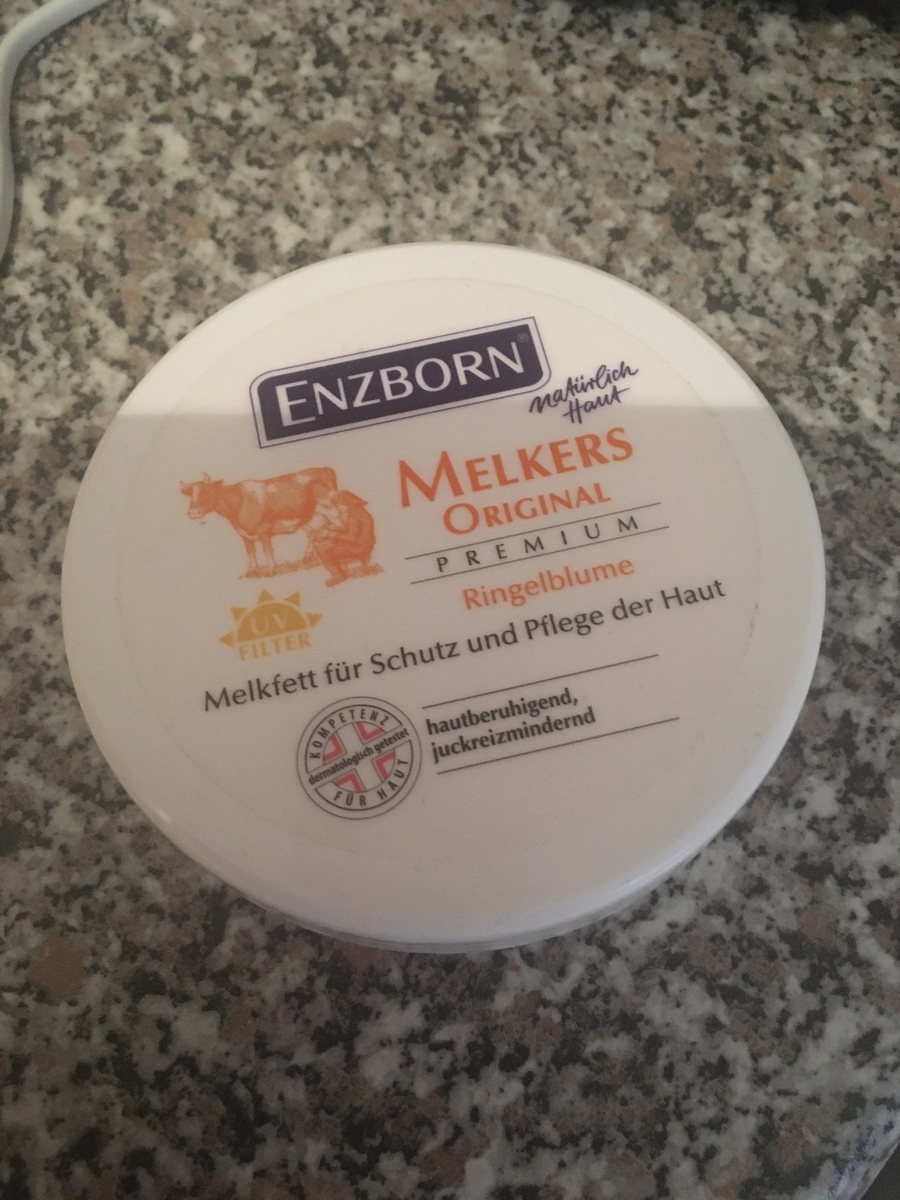 ENZBORN®
natürlich
Haut
MELKERS
ORIGINAL
PREMIUM
Ringelblume
UV
FILTER
Melkfett für Schutz und Pflege der Haut
KOMPETENZ
dermatologisch getestet
FÜR HAUT
hautberuhigend,
juckreizmindernd